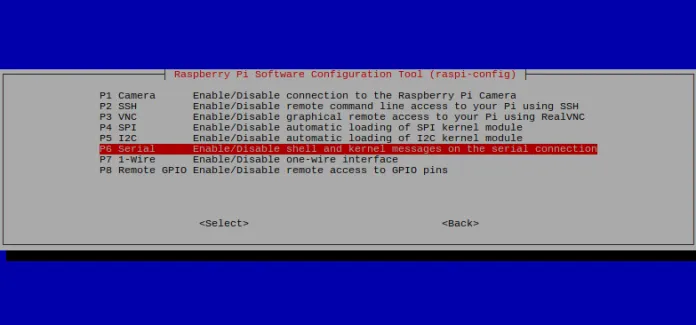 Raspberry Pi Software Configuration Tool (raspi-config)
P1 Camera Enable/Disable connection to the Raspberry Pi Camera
P2 SSH Enable/Disable remote command line access to your Pi using SSH
P3 VNC Enable/Disable graphical remote access to your Pi using RealVNC
P4 SPI Enable/Disable automatic loading of SPI kernel module
P5 I2C Enable/Disable automatic loading of I2C kernel module
P6 Serial Enable/Disable shell and kernel messages on the serial connection
P7 1-Wire Enable/Disable one-wire interface
P8 Remote GPIO Enable/Disable remote access to GPIO pins
<Select> <Back>